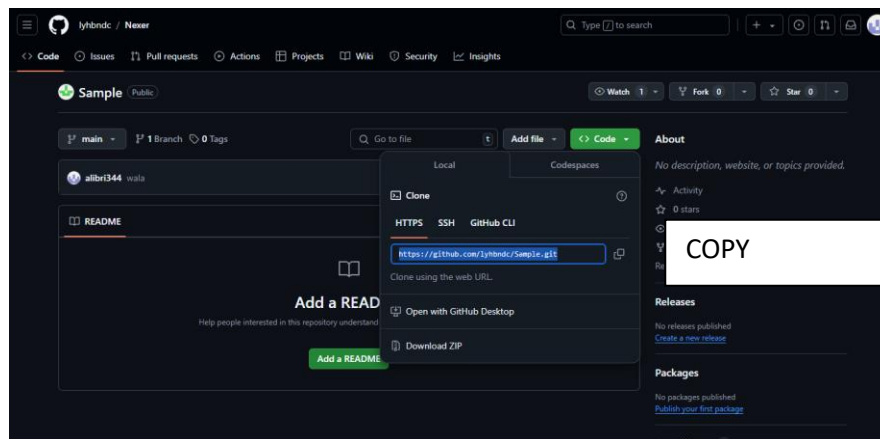 lyhbndc / Nexer
Type / to search
Code Issues Pull requests Actions Projects Wiki Security Insights
Sample Public
Watch 1 Fork 0 Star 0
main 1 Branch 0 Tags Go to file t Add file Code
About
Local Codespaces
No description, website, or topics provided.
alibri344 wala
Clone
Activity
0 stars
HTTPS SSH GitHub CLI
README
COPY
https://github.com/lyhbndc/Sample.git
Re
Clone using the web URL.
Add a READ
Releases
Open with GitHub Desktop
Help people interested in this repository understand
No releases published
Create a new release
Download ZIP
Add a README
Packages
No packages published
Publish your first package